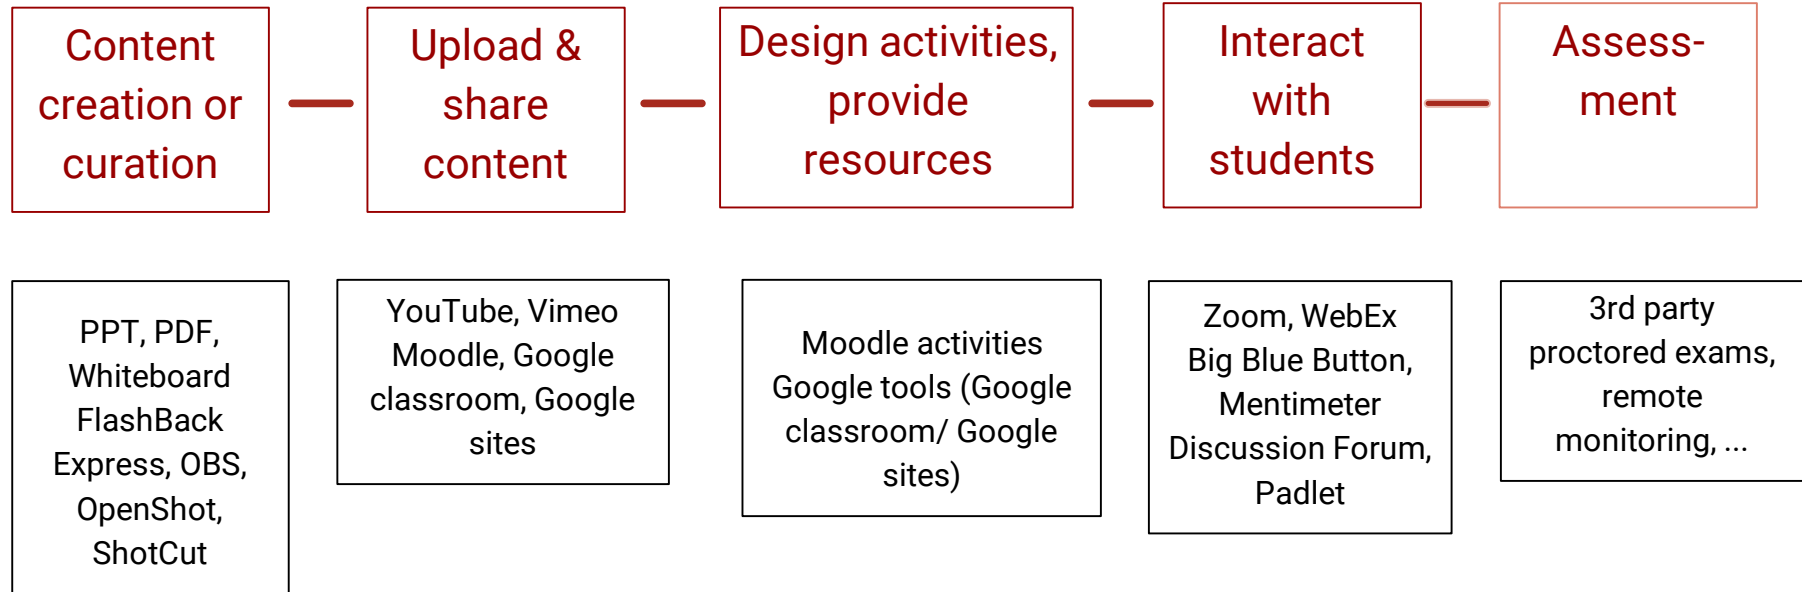 Content
creation or
curation
Upload &
share
content
Design activities,
provide
resources
Interact
with
students
Assess-
ment
PPT, PDF,
Whiteboard
FlashBack
Express, OBS,
OpenShot,
ShotCut
YouTube, Vimeo
Moodle, Google
classroom, Google
sites
Moodle activities
Google tools (Google
classroom/ Google
sites)
Zoom, WebEx
Big Blue Button,
Mentimeter
Discussion Forum,
Padlet
3rd party
proctored exams,
remote
monitoring, ...